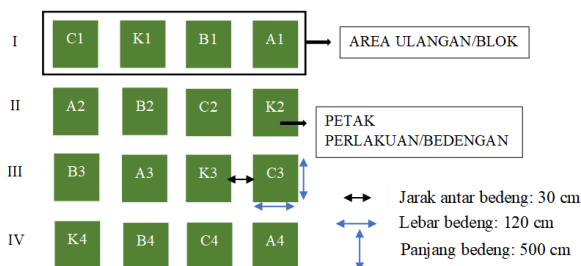 I C1 K1 B1 A1 AREA ULANGAN/BLOK
II A2 B2 C2 K2
PETAK
PERLAKUAN/BEDENGAN
III B3 A3 K3 C3
Jarak antar bedeng: 30 cm
Lebar bedeng: 120 cm
IV K4 B4 C4 A4
Panjang bedeng: 500 cm